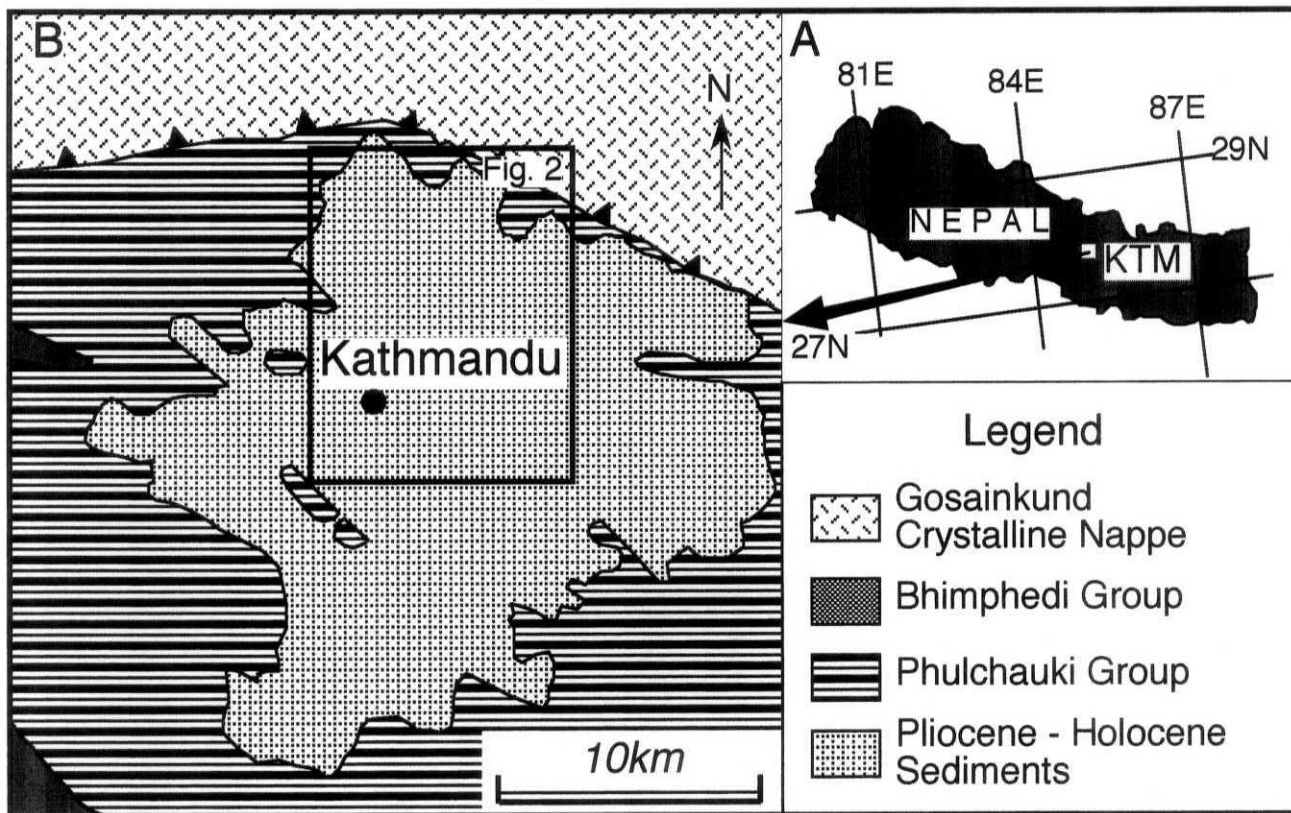 B
N
Fig. 2
Kathmandu
10km
A
81E
84E
87E
29N
NEPAL
KTM
27N
Legend
Gosainkund
Crystalline Nappe
Bhimphedi Group
Phulchauki Group
Pliocene - Holocene
Sediments